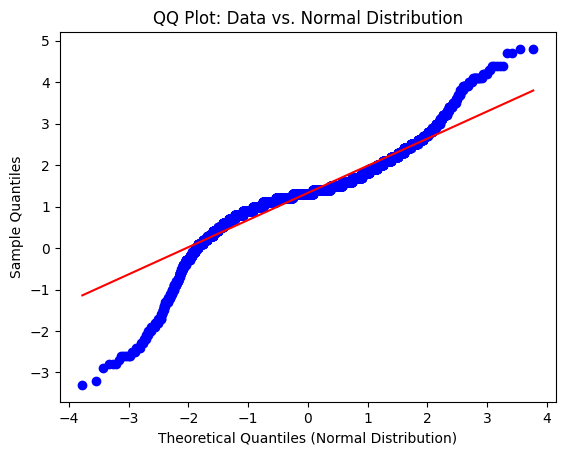 QQ Plot: Data vs. Normal Distribution
5
4
3
2
1
0
−1
−2
−3
Sample Quantiles
−4 −3 −2 −1 0 1 2 3 4
Theoretical Quantiles (Normal Distribution)